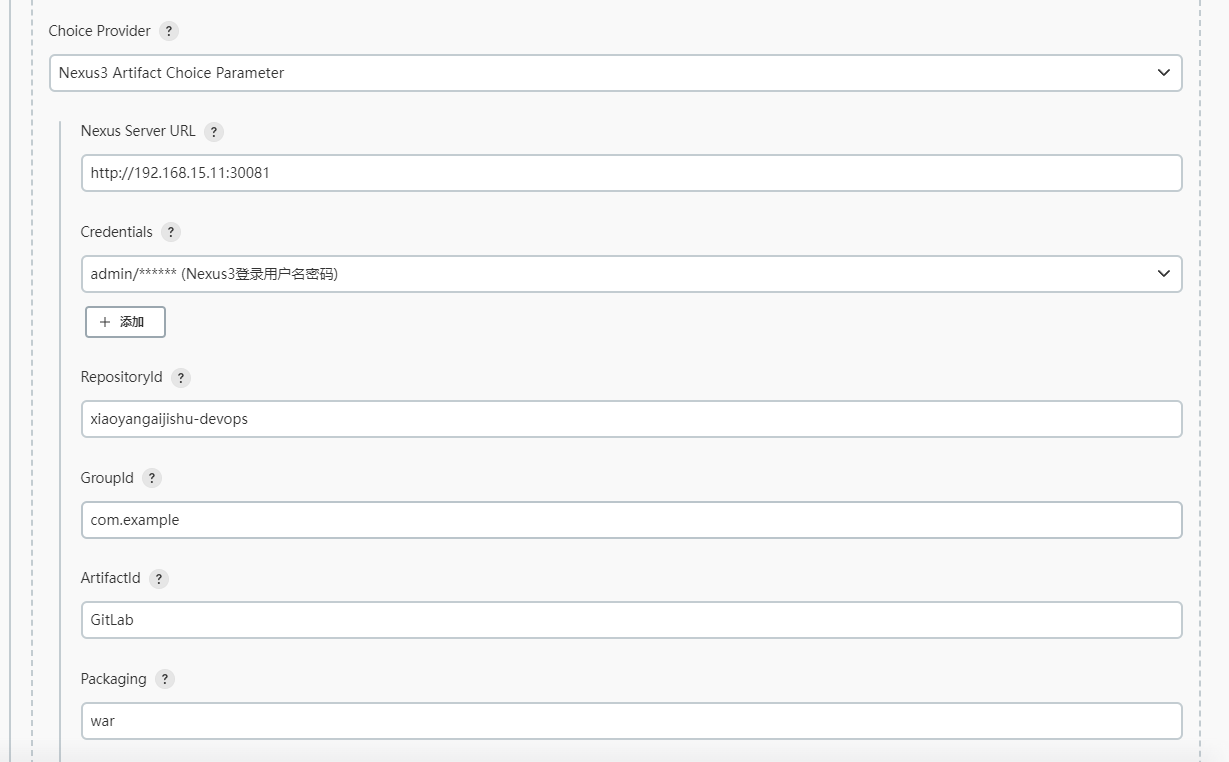 Choice Provider ?
Nexus3 Artifact Choice Parameter
Nexus Server URL ?
http://192.168.15.11:30081
Credentials ?
admin/****** (Nexus3登录用户名密码)
+ 添加
RepositoryId ?
xiaoyangaijishu-devops
GroupId ?
com.example
ArtifactId ?
GitLab
Packaging ?
war